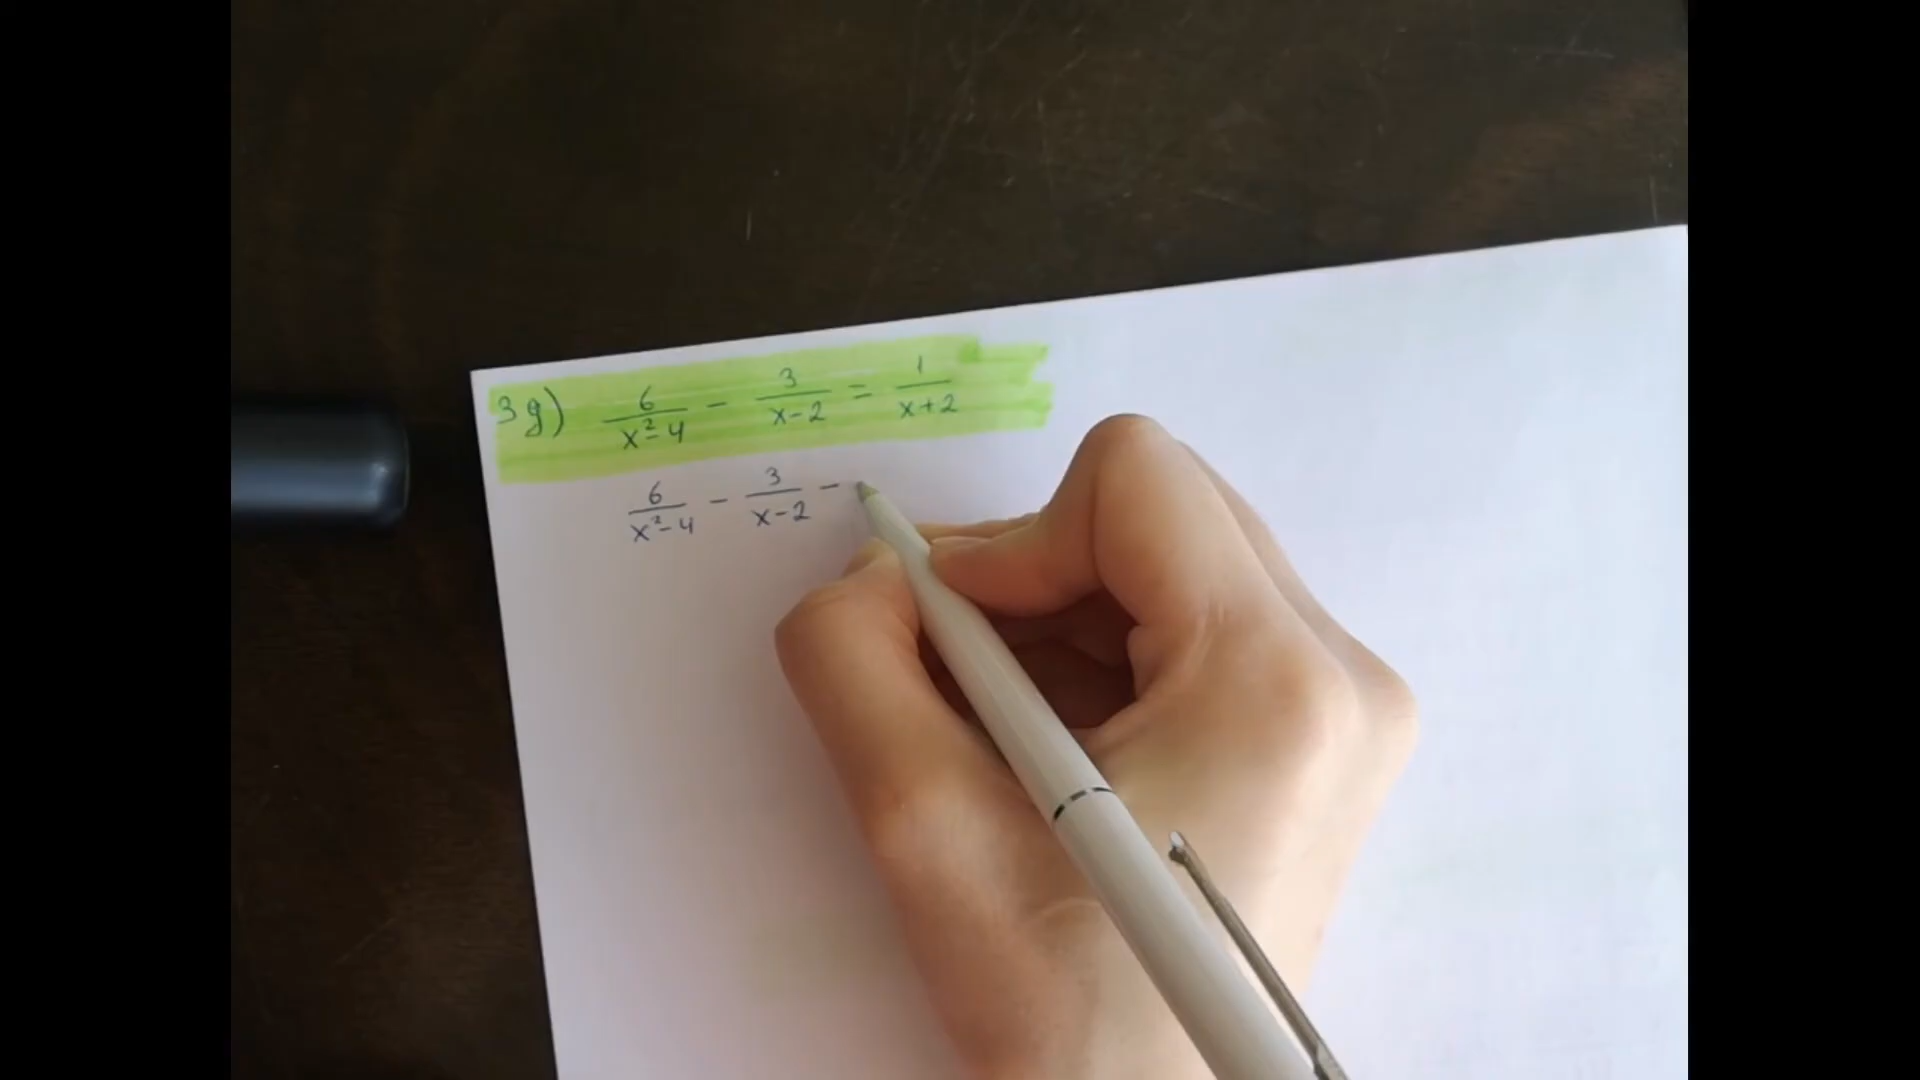 3g) 6/(x²-4) - 3/(x-2) = 1/(x+2)
6/(x²-4) - 3/(x-2) -